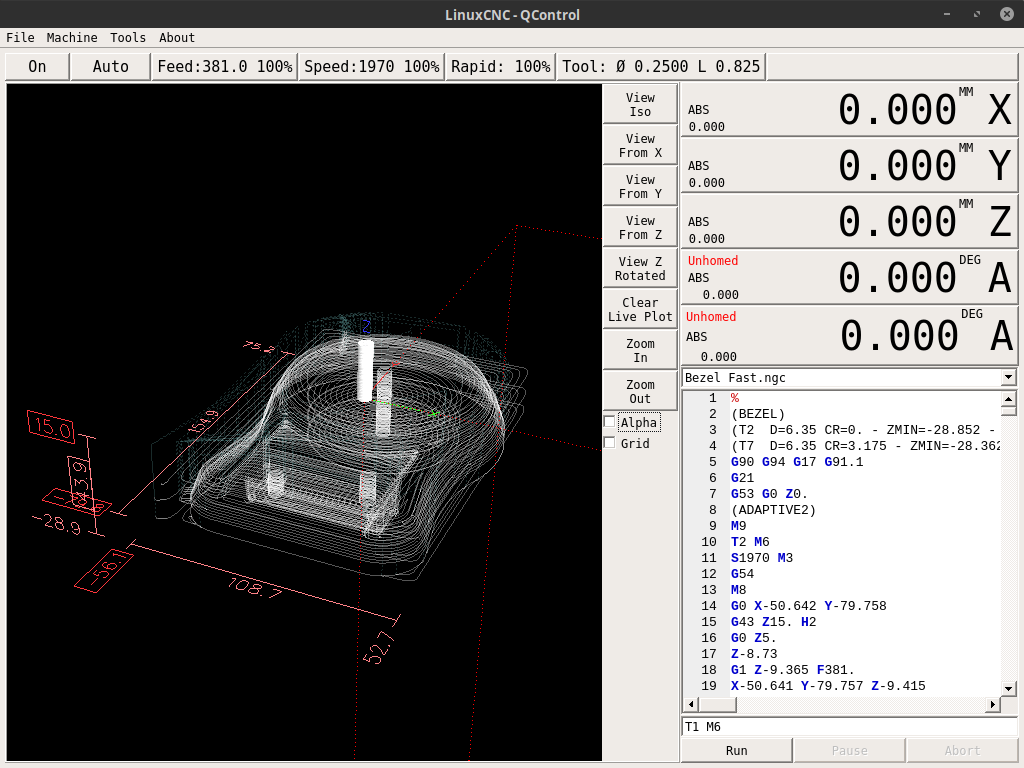 LinuxCNC - QControl
File Machine Tools About
On Auto Feed:381.0 100% Speed:1970 100% Rapid: 100% Tool: Ø 0.2500 L 0.825
View Iso
View From X
View From Y
View From Z
View Z Rotated
Clear Live Plot
Zoom In
Zoom Out
Alpha
Grid
Z
75.2
154.9
15.0
43.9
-28.9
-56.1
108.7
52.7
ABS 0.000 0.000 MM X
ABS 0.000 0.000 MM Y
ABS 0.000 0.000 MM Z
Unhomed ABS 0.000 0.000 DEG A
Unhomed ABS 0.000 0.000 DEG A
Bezel Fast.ngc
1 %
2 (BEZEL)
3 (T2  D=6.35 CR=0. - ZMIN=-28.852 -
4 (T7  D=6.35 CR=3.175 - ZMIN=-28.362
5 G90 G94 G17 G91.1
6 G21
7 G53 G0 Z0.
8 (ADAPTIVE2)
9 M9
10 T2 M6
11 S1970 M3
12 G54
13 M8
14 G0 X-50.642 Y-79.758
15 G43 Z15. H2
16 G0 Z5.
17 Z-8.73
18 G1 Z-9.365 F381.
19 X-50.641 Y-79.757 Z-9.415
T1 M6
Run Pause Abort